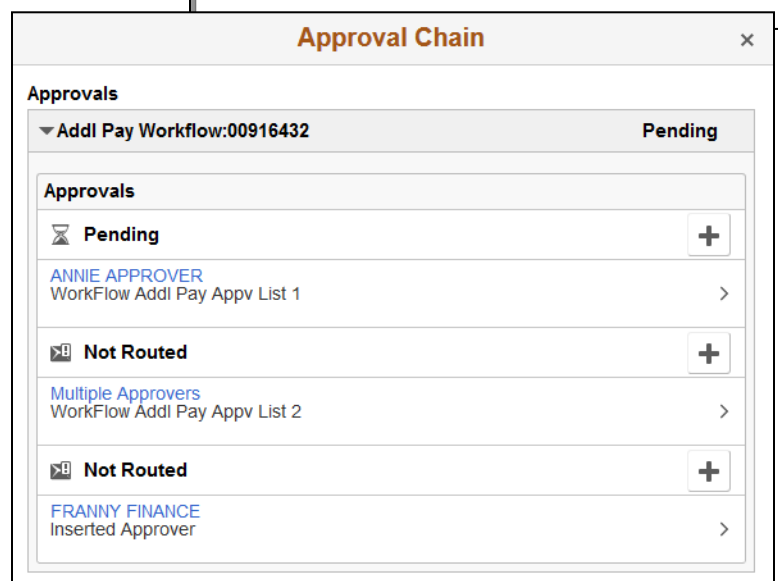 Approval Chain ×
Approvals
Addl Pay Workflow:00916432 Pending
Approvals
Pending
ANNIE APPROVER
WorkFlow Addl Pay Appv List 1
Not Routed
Multiple Approvers
WorkFlow Addl Pay Appv List 2
Not Routed
FRANNY FINANCE
Inserted Approver